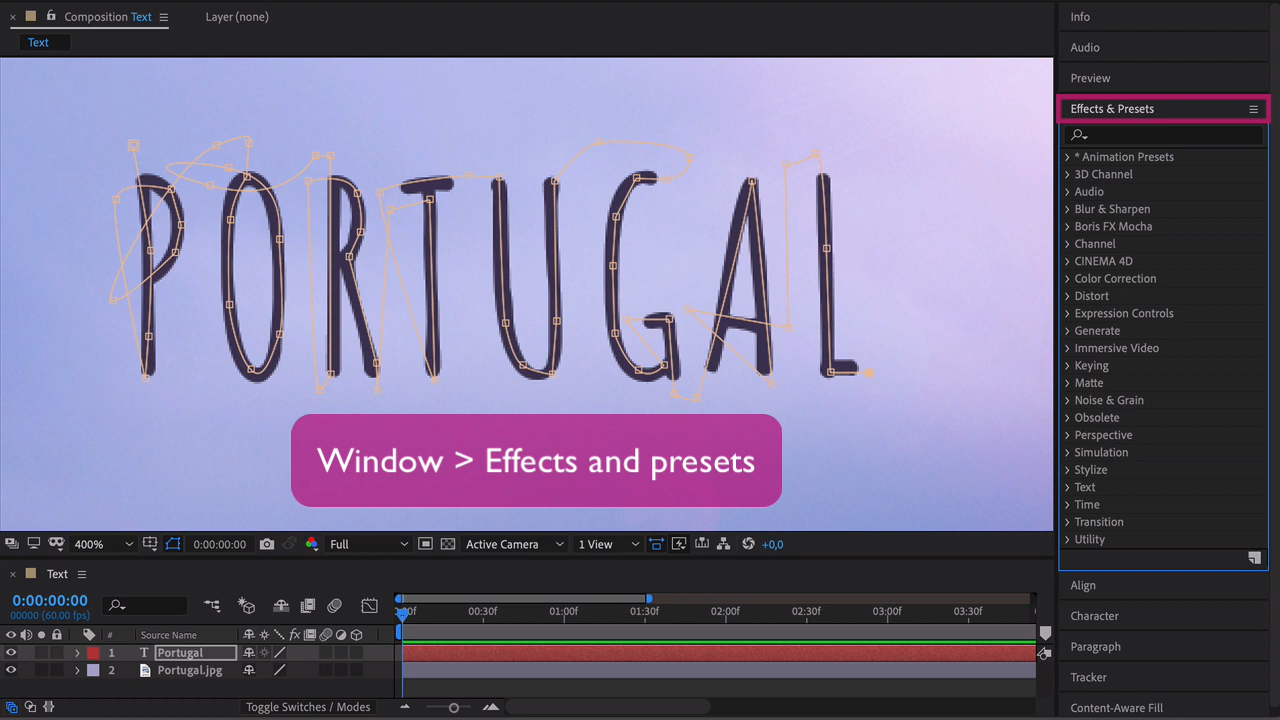 Composition Text
Layer (none)
Text
PORTUGAL
Window > Effects and presets
400%
0:00:00:00
Full
Active Camera
1 View
+0,0
Text
0:00:00:00
00000 (60.00 fps)
00:30f
01:00f
01:30f
02:00f
02:30f
03:00f
03:30f
# Source Name
1 T Portugal
2 Portugal.jpg
Toggle Switches / Modes
Info
Audio
Preview
Effects & Presets
* Animation Presets
3D Channel
Audio
Blur & Sharpen
Boris FX Mocha
Channel
CINEMA 4D
Color Correction
Distort
Expression Controls
Generate
Immersive Video
Keying
Matte
Noise & Grain
Obsolete
Perspective
Simulation
Stylize
Text
Time
Transition
Utility
Align
Character
Paragraph
Tracker
Content-Aware Fill